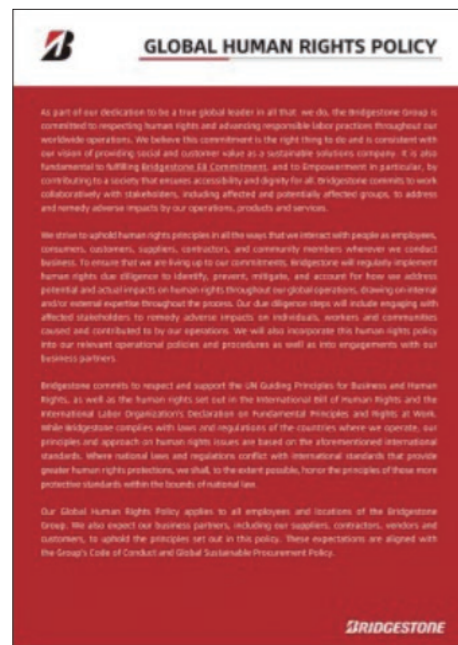 GLOBAL HUMAN RIGHTS POLICY
As part of our dedication to be a true global leader in all that we do, the Bridgestone Group is
committed to respecting human rights and advancing responsible labor practices throughout our
worldwide operations. We believe this commitment is the right thing to do and is consistent with
our vision of providing social and customer value as a sustainable solutions company. It is also
fundamental to fulfilling Bridgestone E8 Commitment, and to Empowerment in particular, by
contributing to a society that ensures accessibility and dignity for all. Bridgestone commits to work
collaboratively with stakeholders, including affected and potentially affected groups, to address
and remedy adverse impacts by our operations, products and services.
We strive to uphold human rights principles in all the ways that we interact with people as employees,
consumers, customers, suppliers, contractors, and community members wherever we conduct
business. To ensure that we are living up to our commitments, Bridgestone will regularly implement
human rights due diligence to identify, prevent, mitigate, and account for how we address
potential and actual impacts on human rights throughout our global operations, drawing on internal
and/or external expertise throughout the process. Our due diligence steps will include engaging with
affected stakeholders to remedy adverse impacts on individuals, workers and communities
caused and contributed to by our operations. We will also incorporate this human rights policy
into our relevant operational policies and procedures as well as into engagements with our
business partners.
Bridgestone commits to respect and support the UN Guiding Principles for Business and Human
Rights, as well as the human rights set out in the International Bill of Human Rights and the
International Labor Organization's Declaration on Fundamental Principles and Rights at Work.
While Bridgestone complies with laws and regulations of the countries where we operate, our
principles and approach on human rights issues are based on the aforementioned international
standards. Where national laws and regulations conflict with international standards that provide
greater human rights protections, we shall, to the extent possible, honor the principles of those more
protective standards within the bounds of national law.
Our Global Human Rights Policy applies to all employees and locations of the Bridgestone
Group. We also expect our business partners, including our suppliers, contractors, vendors and
customers, to uphold the principles set out in this policy. These expectations are aligned with
the Group's Code of Conduct and Global Sustainable Procurement Policy.
BRIDGESTONE